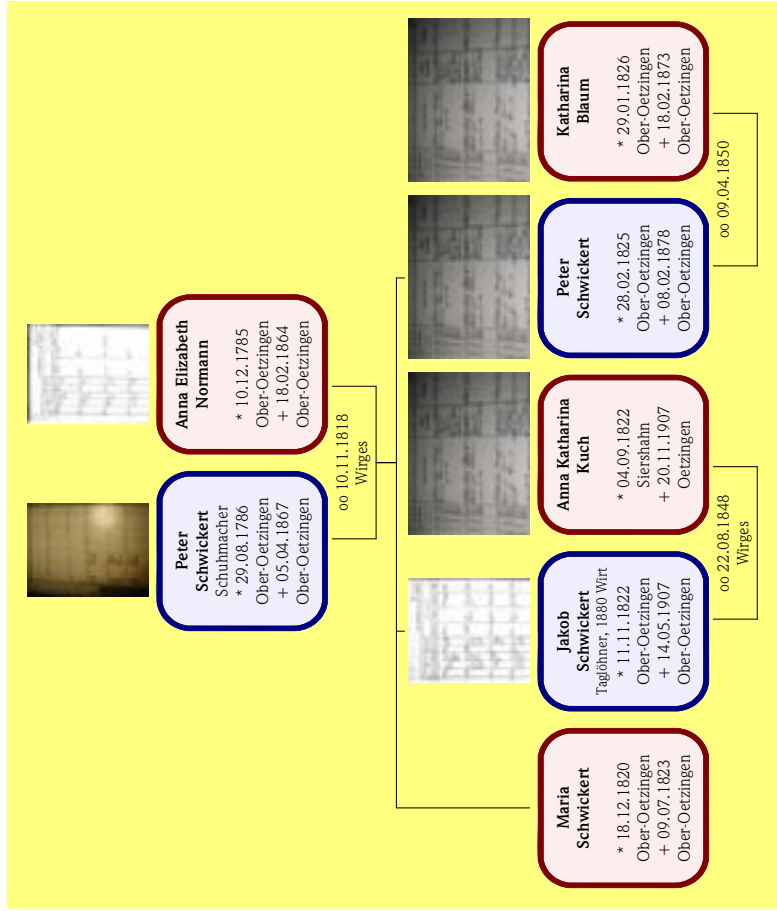 Peter
Schwickert
Schuhmacher
* 29.08.1786
Ober-Oetzingen
+ 05.04.1867
Ober-Oetzingen
Anna Elizabeth
Normann
* 10.12.1785
Ober-Oetzingen
+ 18.02.1864
Ober-Oetzingen
oo 10.11.1818
Wirges
Maria
Schwickert
* 18.12.1820
Ober-Oetzingen
+ 09.07.1823
Ober-Oetzingen
Jakob
Schwickert
Taglöhner, 1880 Wirt
* 11.11.1822
Ober-Oetzingen
+ 14.05.1907
Ober-Oetzingen
Anna Katharina
Kuch
* 04.09.1822
Siershahn
+ 20.11.1907
Oetzingen
Peter
Schwickert
* 28.02.1825
Ober-Oetzingen
+ 08.02.1878
Ober-Oetzingen
Katharina
Blaum
* 29.01.1826
Ober-Oetzingen
+ 18.02.1873
Ober-Oetzingen
oo 22.08.1848
Wirges
oo 09.04.1850